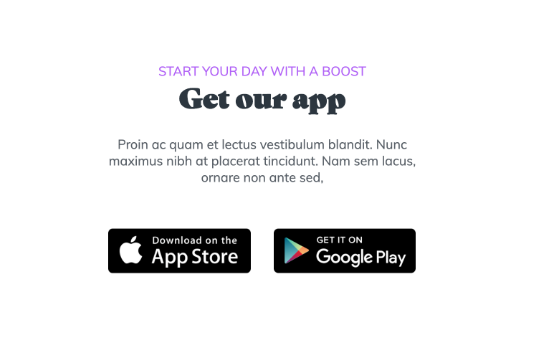 START YOUR DAY WITH A BOOST
Get our app
Proin ac quam et lectus vestibulum blandit. Nunc
maximus nibh at placerat tincidunt. Nam sem lacus,
ornare non ante sed,
Download on the
App Store
GET IT ON
Google Play